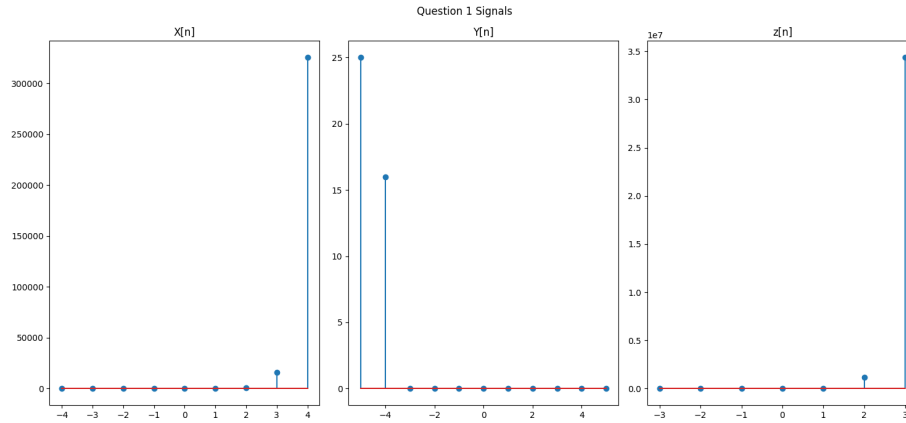 Question 1 Signals
X[n]
Y[n]
z[n]
1e7
300000
250000
200000
150000
100000
50000
0
−4 −3 −2 −1 0 1 2 3 4
25
20
15
10
5
0
−4 −2 0 2 4
3.5
3.0
2.5
2.0
1.5
1.0
0.5
0.0
−3 −2 −1 0 1 2 3